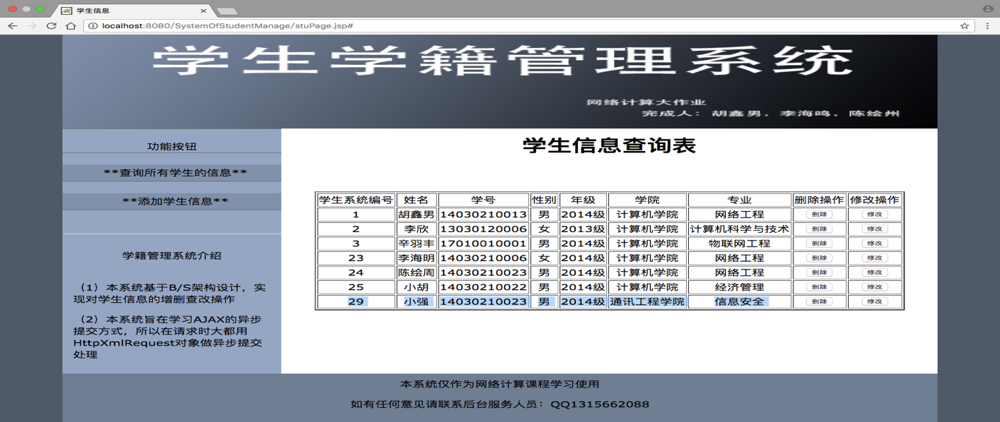 学生信息
localhost:8080/SystemOfStudentManage/stuPage.jsp#
学生学籍管理系统
网络计算大作业
完成人：胡鑫男，李海鸣，陈绘州
功能按钮
**查询所有学生的信息**
**添加学生信息**
学籍管理系统介绍
（1）本系统基于B/S架构设计，实
现对学生信息的增删查改操作
（2）本系统旨在学习AJAX的异步
提交方式，所以在请求时大都用
HttpXmlRequest对象做异步提交
处理
学生信息查询表
学生系统编号 姓名 学号 性别 年级 学院 专业 删除操作 修改操作
1 胡鑫男 14030210013 男 2014级 计算机学院 网络工程 删除 修改
2 李欣 13030120006 女 2013级 计算机学院 计算机科学与技术 删除 修改
3 辛羽丰 17010010001 男 2014级 计算机学院 物联网工程 删除 修改
23 李海明 14030210006 女 2014级 计算机学院 网络工程 删除 修改
24 陈绘周 14030210023 男 2014级 计算机学院 网络工程 删除 修改
25 小胡 14030210022 男 2014级 计算机学院 经济管理 删除 修改
29 小强 14030210023 男 2014级 通讯工程学院 信息安全 删除 修改
本系统仅作为网络计算课程学习使用
如有任何意见请联系后台服务人员：QQ1315662088